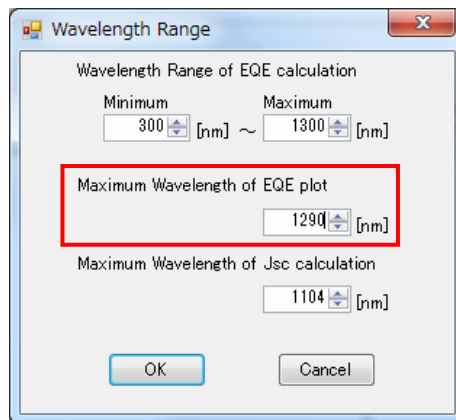 Wavelength Range
Wavelength Range of EQE calculation
Minimum Maximum
300 [nm] ～ 1300 [nm]
Maximum Wavelength of EQE plot
1290 [nm]
Maximum Wavelength of Jsc calculation
1104 [nm]
OK Cancel